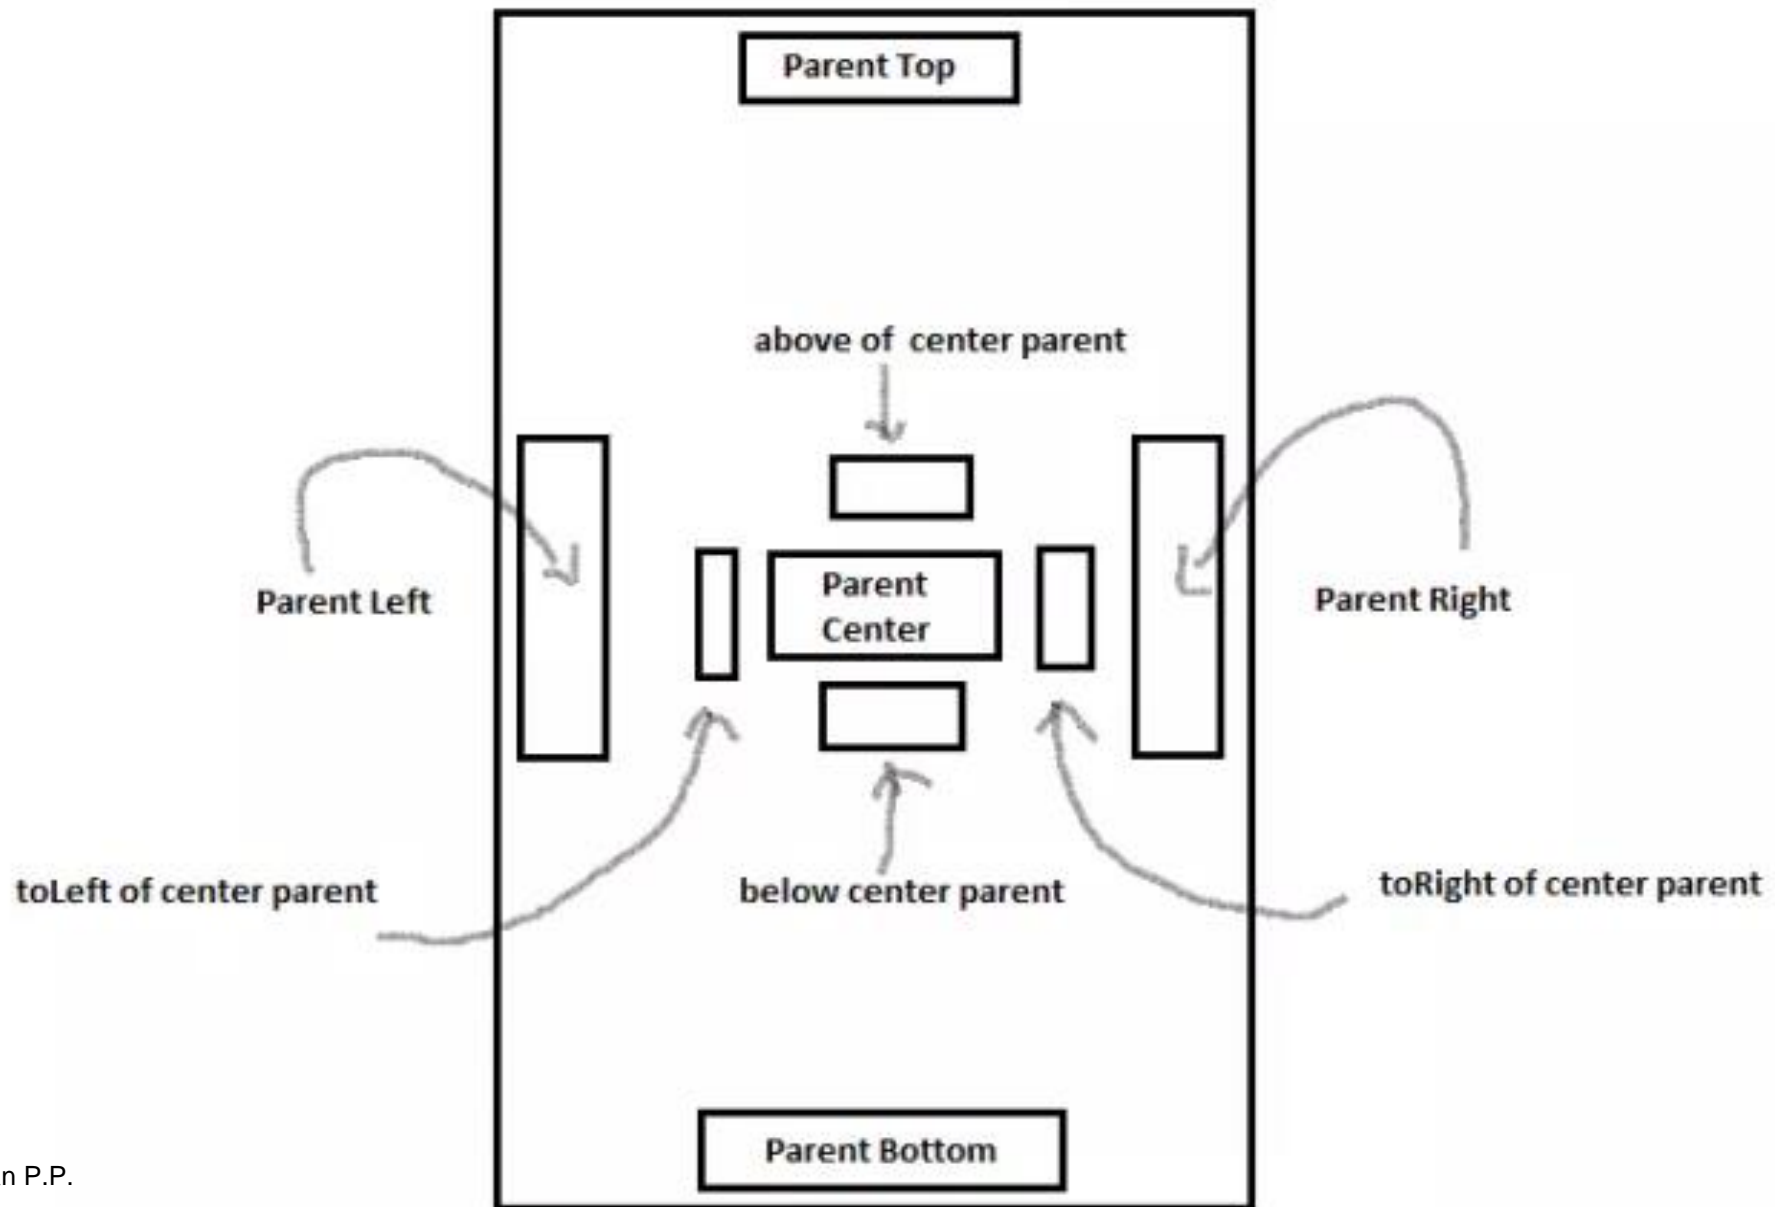 Parent Top
above of center parent
Parent Left
Parent
Center
Parent Right
toLeft of center parent
below center parent
toRight of center parent
Parent Bottom
n P.P.